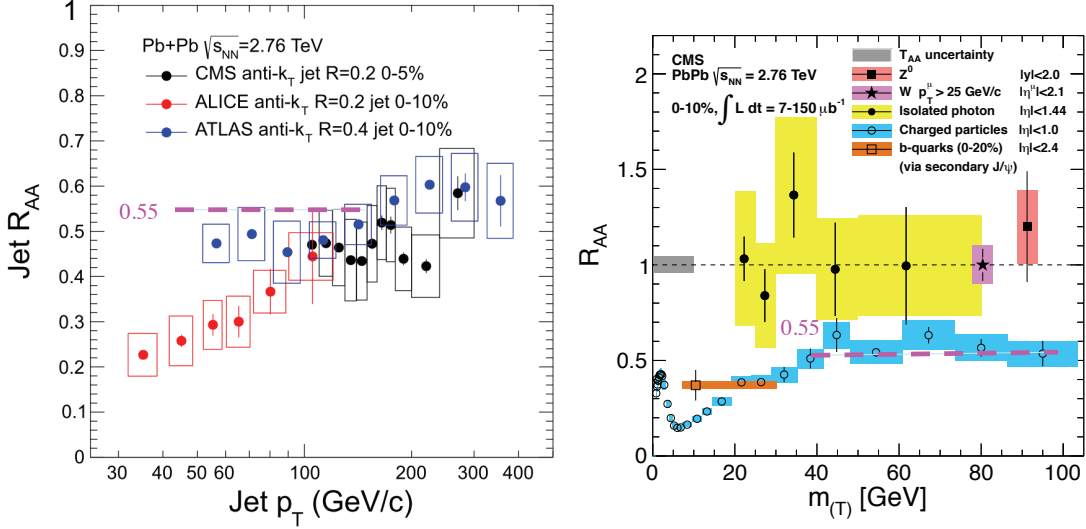 1
0.9
0.8
0.7
0.6
0.5
0.4
0.3
0.2
0.1
0
Jet R_AA
Pb+Pb √s_NN=2.76 TeV
CMS anti-k_T jet R=0.2 0-5%
ALICE anti-k_T R=0.2 jet 0-10%
ATLAS anti-k_T R=0.4 jet 0-10%
0.55
30 40 50 60 100 200 300 400
Jet p_T (GeV/c)
CMS
PbPb √s_NN = 2.76 TeV
0-10%, ∫ L dt = 7-150 μb⁻¹
T_AA uncertainty
Z⁰ |y|<2.0
W p_T^μ > 25 GeV/c |η^μ|<2.1
Isolated photon |η|<1.44
Charged particles |η|<1.0
b-quarks (0-20%) |η|<2.4
(via secondary J/ψ)
2
1.5
1
0.5
0
R_AA
0.55
0 20 40 60 80 100
m_(T) [GeV]